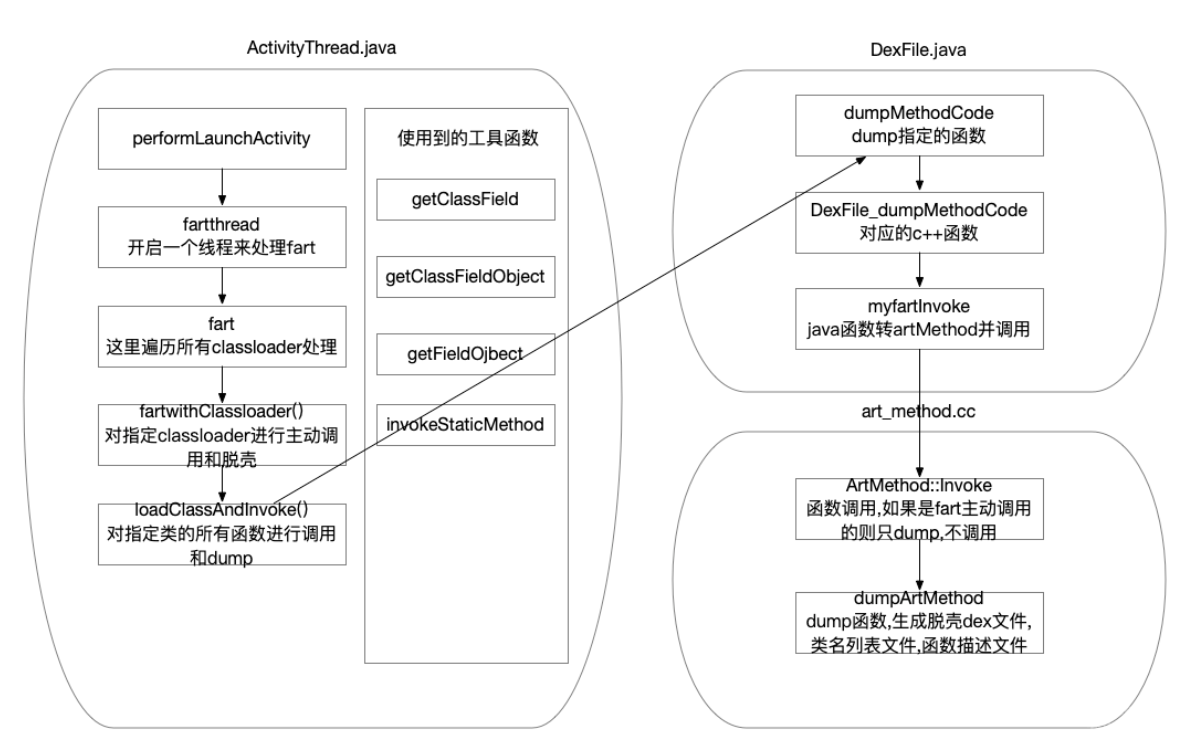 ActivityThread.java
performLaunchActivity
fartthread
开启一个线程来处理fart
fart
这里遍历所有classloader处理
fartwithClassloader()
对指定classloader进行主动调
用和脱壳
loadClassAndInvoke()
对指定类的所有函数进行调用
和dump
使用到的工具函数
getClassField
getClassFieldObject
getFieldOjbect
invokeStaticMethod
DexFile.java
dumpMethodCode
dump指定的函数
DexFile_dumpMethodCode
对应的c++函数
myfartInvoke
java函数转artMethod并调用
art_method.cc
ArtMethod::Invoke
函数调用,如果是fart主动调用
的则只dump,不调用
dumpArtMethod
dump函数,生成脱壳dex文件,
类名列表文件,函数描述文件